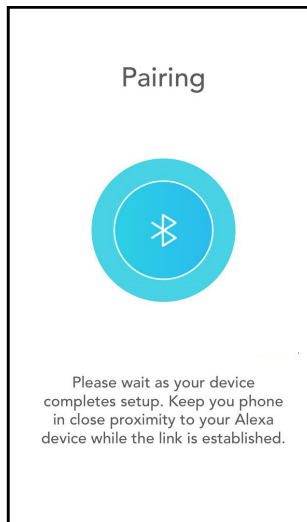 Pairing
Please wait as your device
completes setup. Keep you phone
in close proximity to your Alexa
device while the link is established.